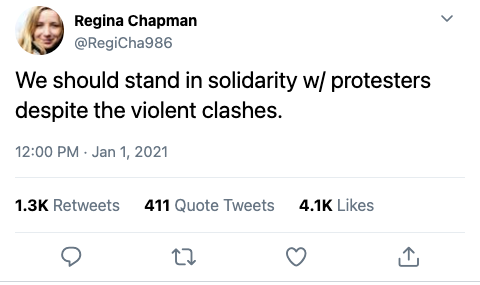 Regina Chapman
@RegiCha986
We should stand in solidarity w/ protesters
despite the violent clashes.
12:00 PM · Jan 1, 2021
1.3K Retweets 411 Quote Tweets 4.1K Likes